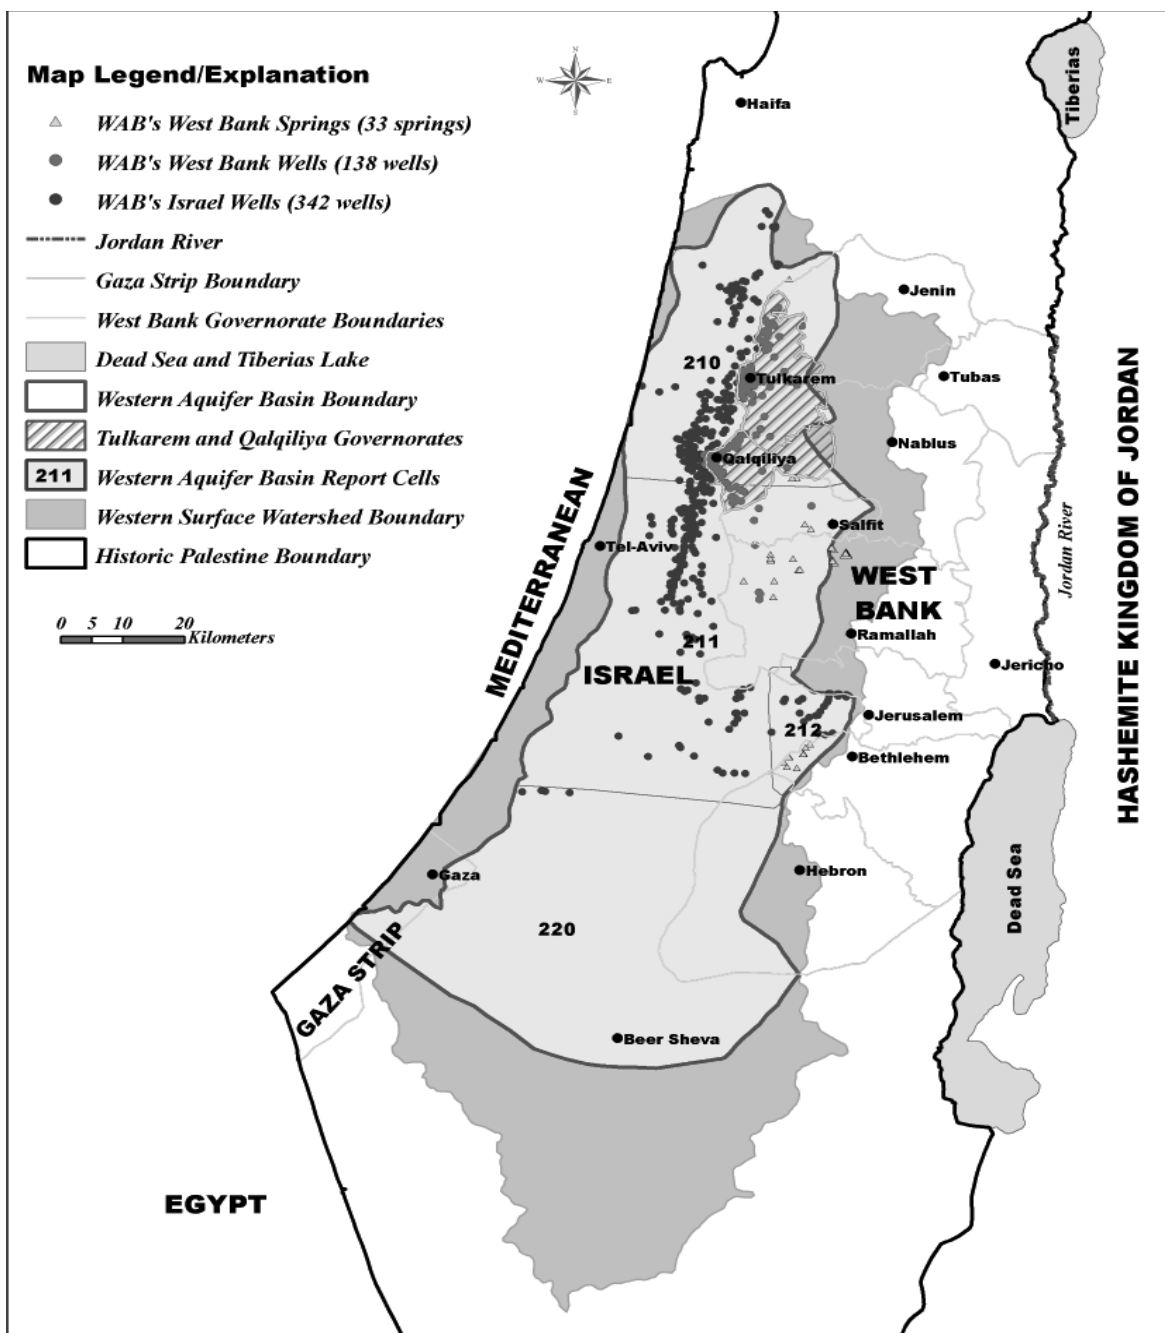 Map Legend/Explanation
WAB's West Bank Springs (33 springs)
WAB's West Bank Wells (138 wells)
WAB's Israel Wells (342 wells)
Jordan River
Gaza Strip Boundary
West Bank Governorate Boundaries
Dead Sea and Tiberias Lake
Western Aquifer Basin Boundary
Tulkarem and Qalqiliya Governorates
211 Western Aquifer Basin Report Cells
Western Surface Watershed Boundary
Historic Palestine Boundary
0 5 10 20
Kilometers
N
W E
S
Haifa
Tiberias
Jenin
210
Tulkarem
Tubas
Nablus
Qalqiliya
Salfit
Tel-Aviv
WEST
BANK
Jordan River
HASHEMITE KINGDOM OF JORDAN
MEDITERRANEAN
Ramallah
211
Jericho
ISRAEL
Jerusalem
212
Bethlehem
Gaza
Hebron
Dead Sea
220
GAZA STRIP
Beer Sheva
EGYPT